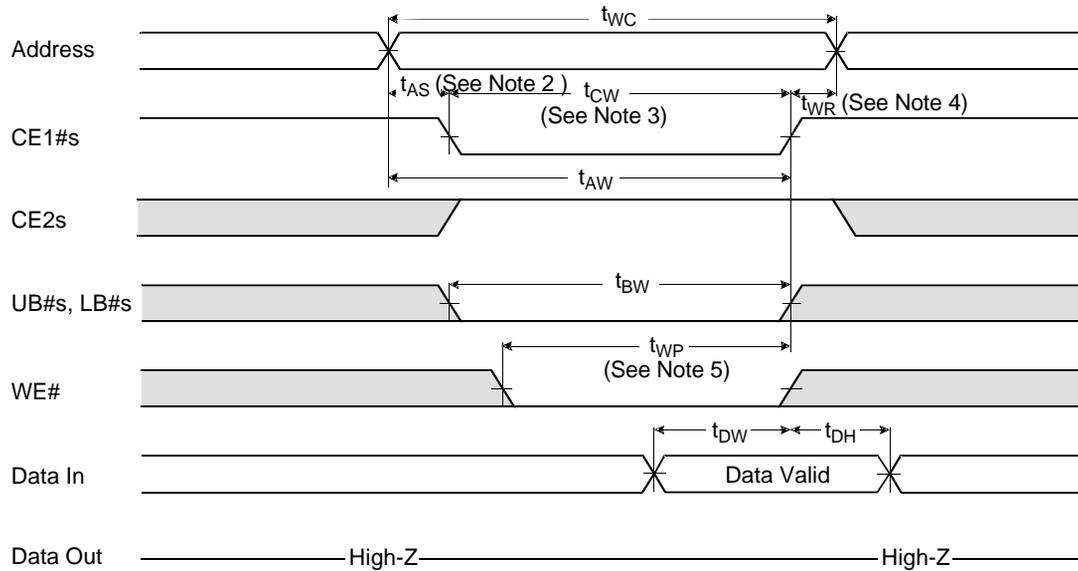 tWC
Address
tAS (See Note 2 )
tCW
(See Note 3)
tWR (See Note 4)
CE1#s
tAW
CE2s
tBW
UB#s, LB#s
tWP
(See Note 5)
WE#
tDW
tDH
Data In
Data Valid
Data Out
High-Z
High-Z